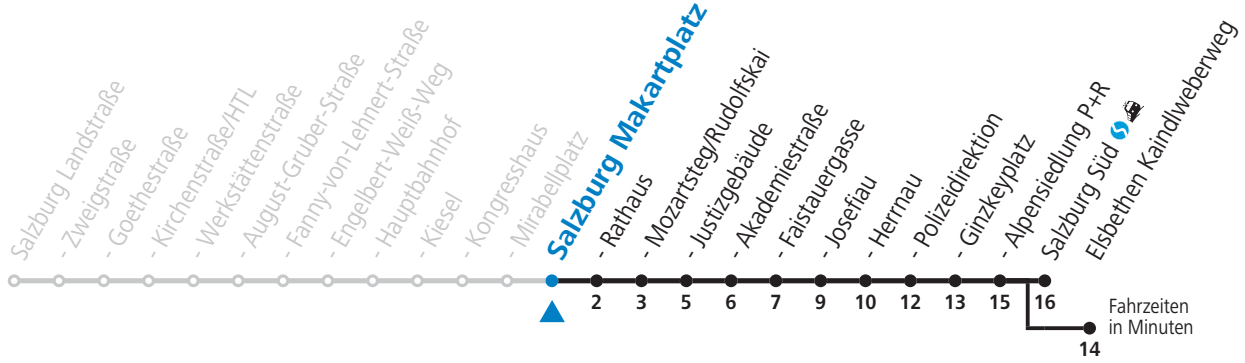 Salzburg Landstraße
- Zweigstraße
- Goethestraße
- Kirchenstraße/HTL
- Werkstättenstraße
- August-Gruber-Straße
- Fanny-von-Lehnert-Straße
- Engelbert-Weiß-Weg
- Hauptbahnhof
- Kiesel
- Kongresshaus
- Mirabellplatz
Salzburg Makartplatz
- Rathaus
- Mozartsteg/Rudolfskai
- Justizgebäude
- Akademiestraße
- Faistauergasse
- Josefiau
- Herrnau
- Polizeidirektion
- Ginzkeyplatz
- Alpensiedlung P+R
Salzburg Süd
Elsbethen Kaindlweberweg
2 3 5 6 7 9 10 12 13 15 16
Fahrzeiten
in Minuten
14